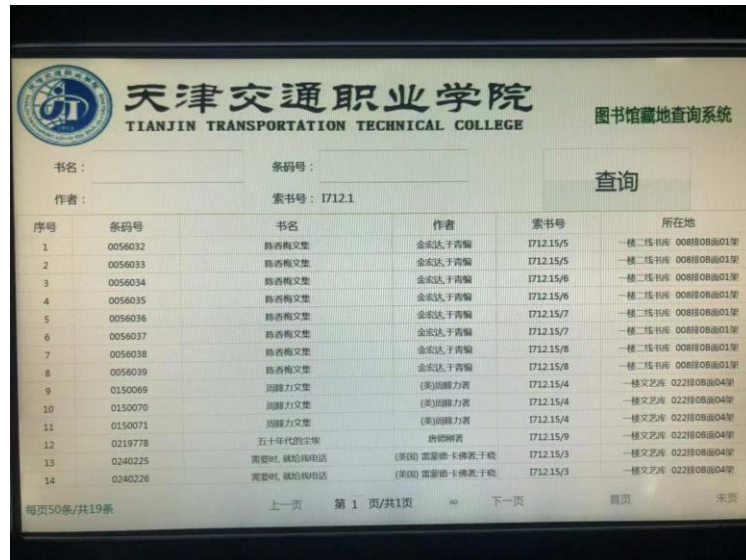 天津交通职业学院
TIANJIN TRANSPORTATION TECHNICAL COLLEGE
图书馆藏地查询系统
书名： 条码号：
作者： 索书号： I712.1
查询
序号 条码号 书名 作者 索书号 所在地
1 0056032 陈香梅文集 金宏达,于青编 I712.15/5 一楼二线书库 008排0B面01架
2 0056033 陈香梅文集 金宏达,于青编 I712.15/5 一楼二线书库 008排0B面01架
3 0056034 陈香梅文集 金宏达,于青编 I712.15/6 一楼二线书库 008排0B面01架
4 0056035 陈香梅文集 金宏达,于青编 I712.15/6 一楼二线书库 008排0B面01架
5 0056036 陈香梅文集 金宏达,于青编 I712.15/7 一楼二线书库 008排0B面01架
6 0056037 陈香梅文集 金宏达,于青编 I712.15/7 一楼二线书库 008排0B面01架
7 0056038 陈香梅文集 金宏达,于青编 I712.15/8 一楼二线书库 008排0B面01架
8 0056039 陈香梅文集 金宏达,于青编 I712.15/8 一楼二线书库 008排0B面01架
9 0150069 周腓力文集 (美)周腓力著 I712.15/4 一楼文艺库 022排0B面04架
10 0150070 周腓力文集 (美)周腓力著 I712.15/4 一楼文艺库 022排0B面04架
11 0150071 周腓力文集 (美)周腓力著 I712.15/4 一楼文艺库 022排0B面04架
12 0219778 五十年代的尘埃 唐德刚著 I712.15/9 一楼文艺库 022排0B面04架
13 0240225 需要时, 就给我电话 (美国) 雷蒙德·卡佛著;于晓 I712.15/3 一楼文艺库 022排0B面04架
14 0240226 需要时, 就给我电话 (美国) 雷蒙德·卡佛著;于晓 I712.15/3 一楼文艺库 022排0B面04架
每页50条/共19条 上一页 第 1 页/共1页 ∞ 下一页 首页 末页